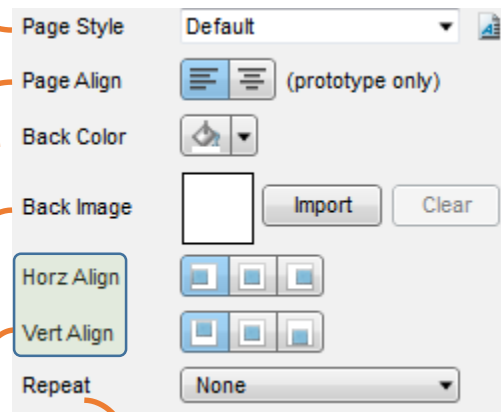 Page Style Default
Page Align (prototype only)
Back Color
Back Image Import Clear
Horz Align
Vert Align
Repeat None